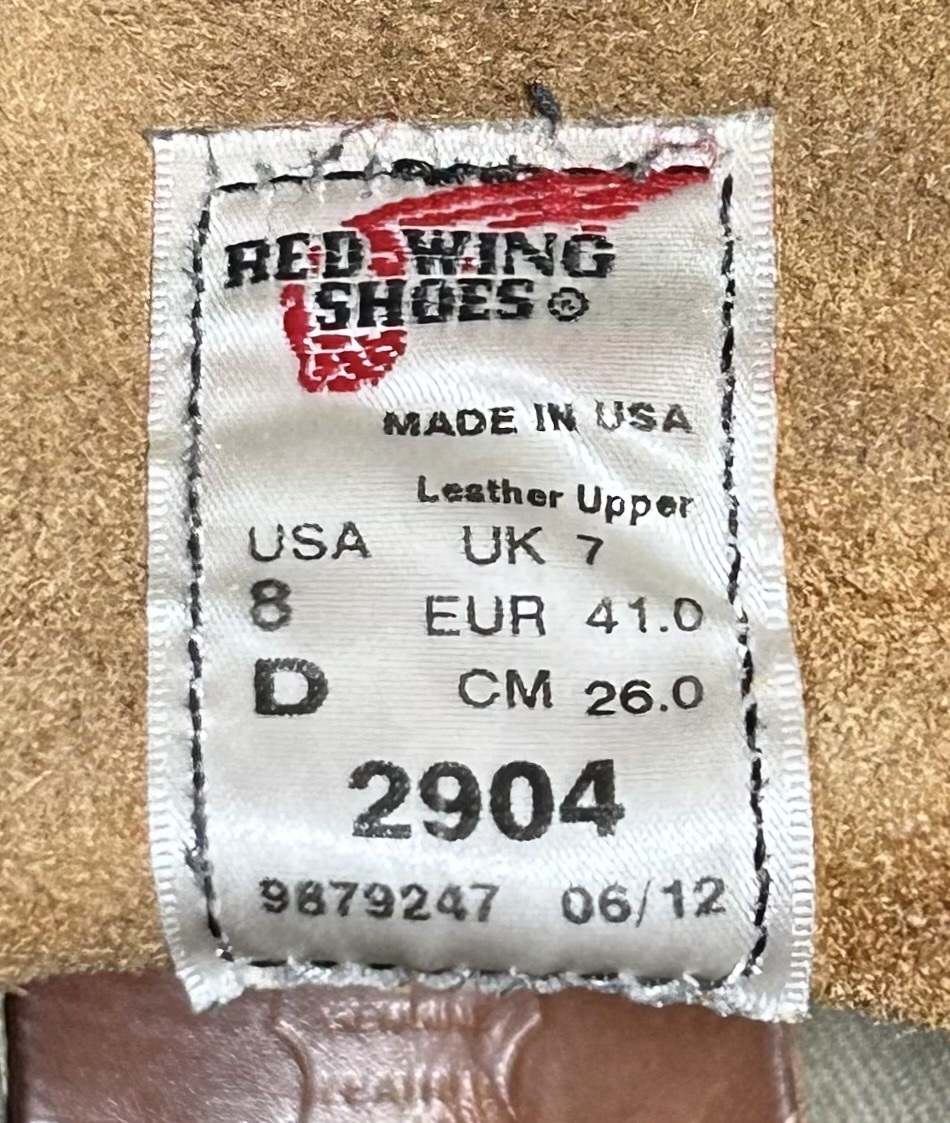 RED WING
SHOES ®
MADE IN USA
Leather Upper
USA UK 7
8 EUR 41.0
D CM 26.0
2904
9879247 06/12